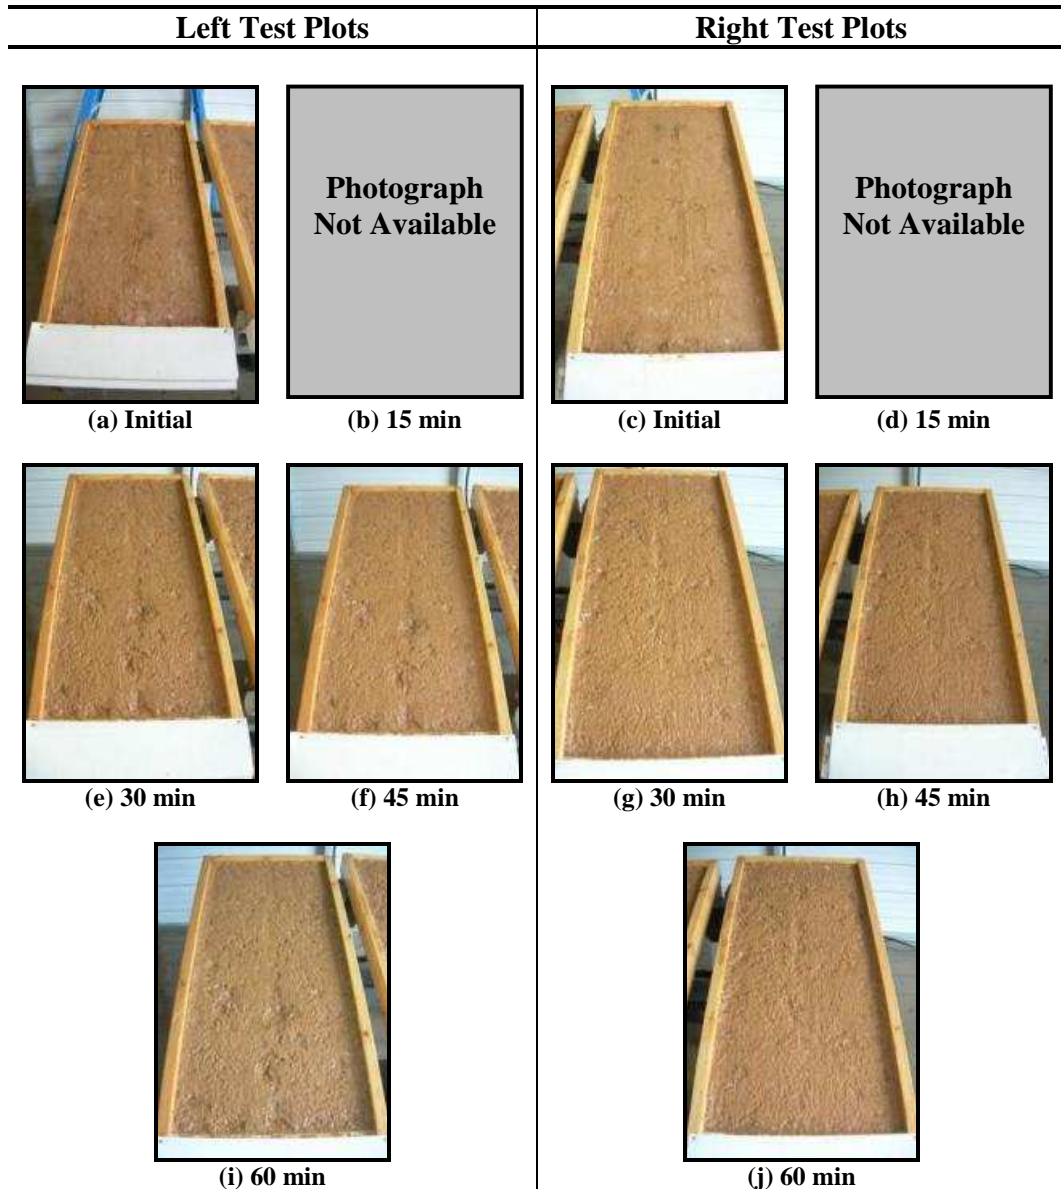 Left Test Plots
Right Test Plots
Photograph
Not Available
Photograph
Not Available
(a) Initial
(b) 15 min
(c) Initial
(d) 15 min
(e) 30 min
(f) 45 min
(g) 30 min
(h) 45 min
(i) 60 min
(j) 60 min